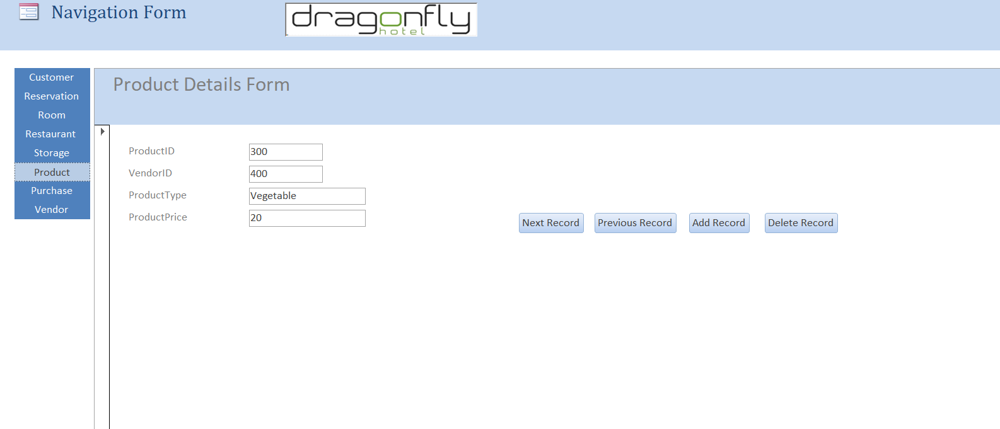 Navigation Form
dragonfly
hotel
Customer
Reservation
Room
Restaurant
Storage
Product
Purchase
Vendor
Product Details Form
ProductID 300
VendorID 400
ProductType Vegetable
ProductPrice 20
Next Record Previous Record Add Record Delete Record